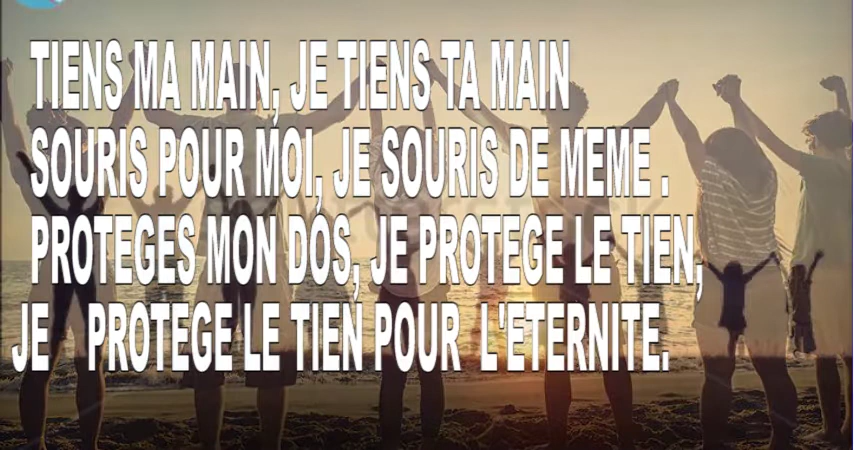 TIENS MA MAIN, JE TIENS TA MAIN
SOURIS POUR MOI, JE SOURIS DE MEME .
PROTEGES MON DOS, JE PROTEGE LE TIEN,
JE PROTEGE LE TIEN POUR L'ETERNITE.